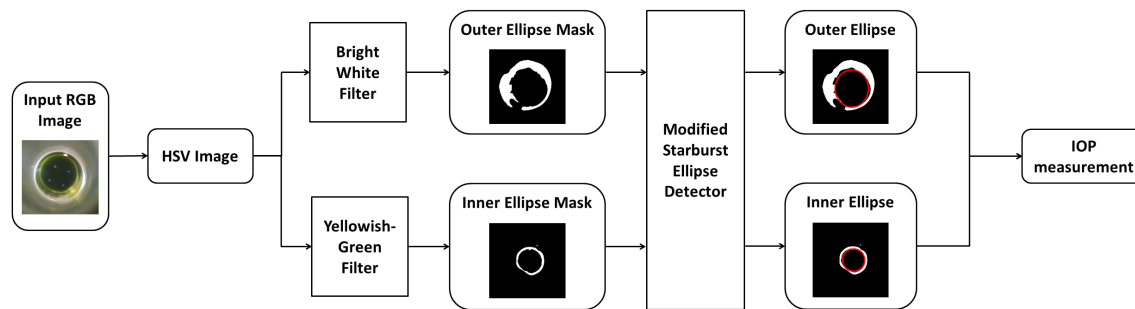 Input RGB
Image
HSV Image
Bright
White
Filter
Yellowish-
Green
Filter
Outer Ellipse Mask
Inner Ellipse Mask
Modified
Starburst
Ellipse
Detector
Outer Ellipse
Inner Ellipse
IOP
measurement